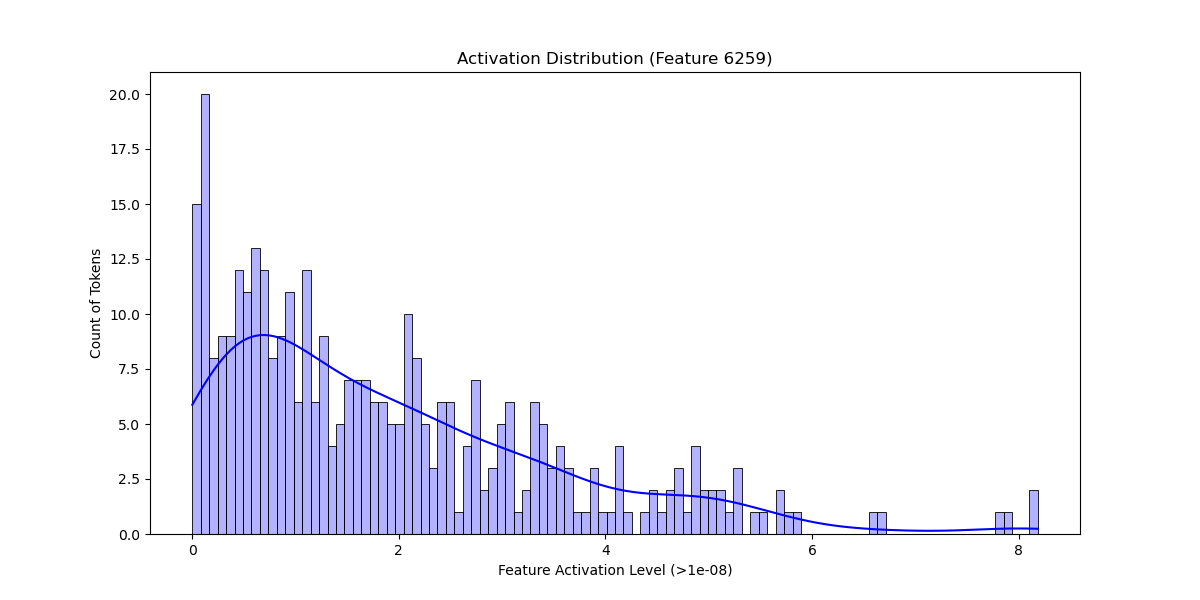 Activation Distribution (Feature 6259)
20.0
17.5
15.0
12.5
10.0
7.5
5.0
2.5
0.0
Count of Tokens
0 2 4 6 8
Feature Activation Level (>1e-08)